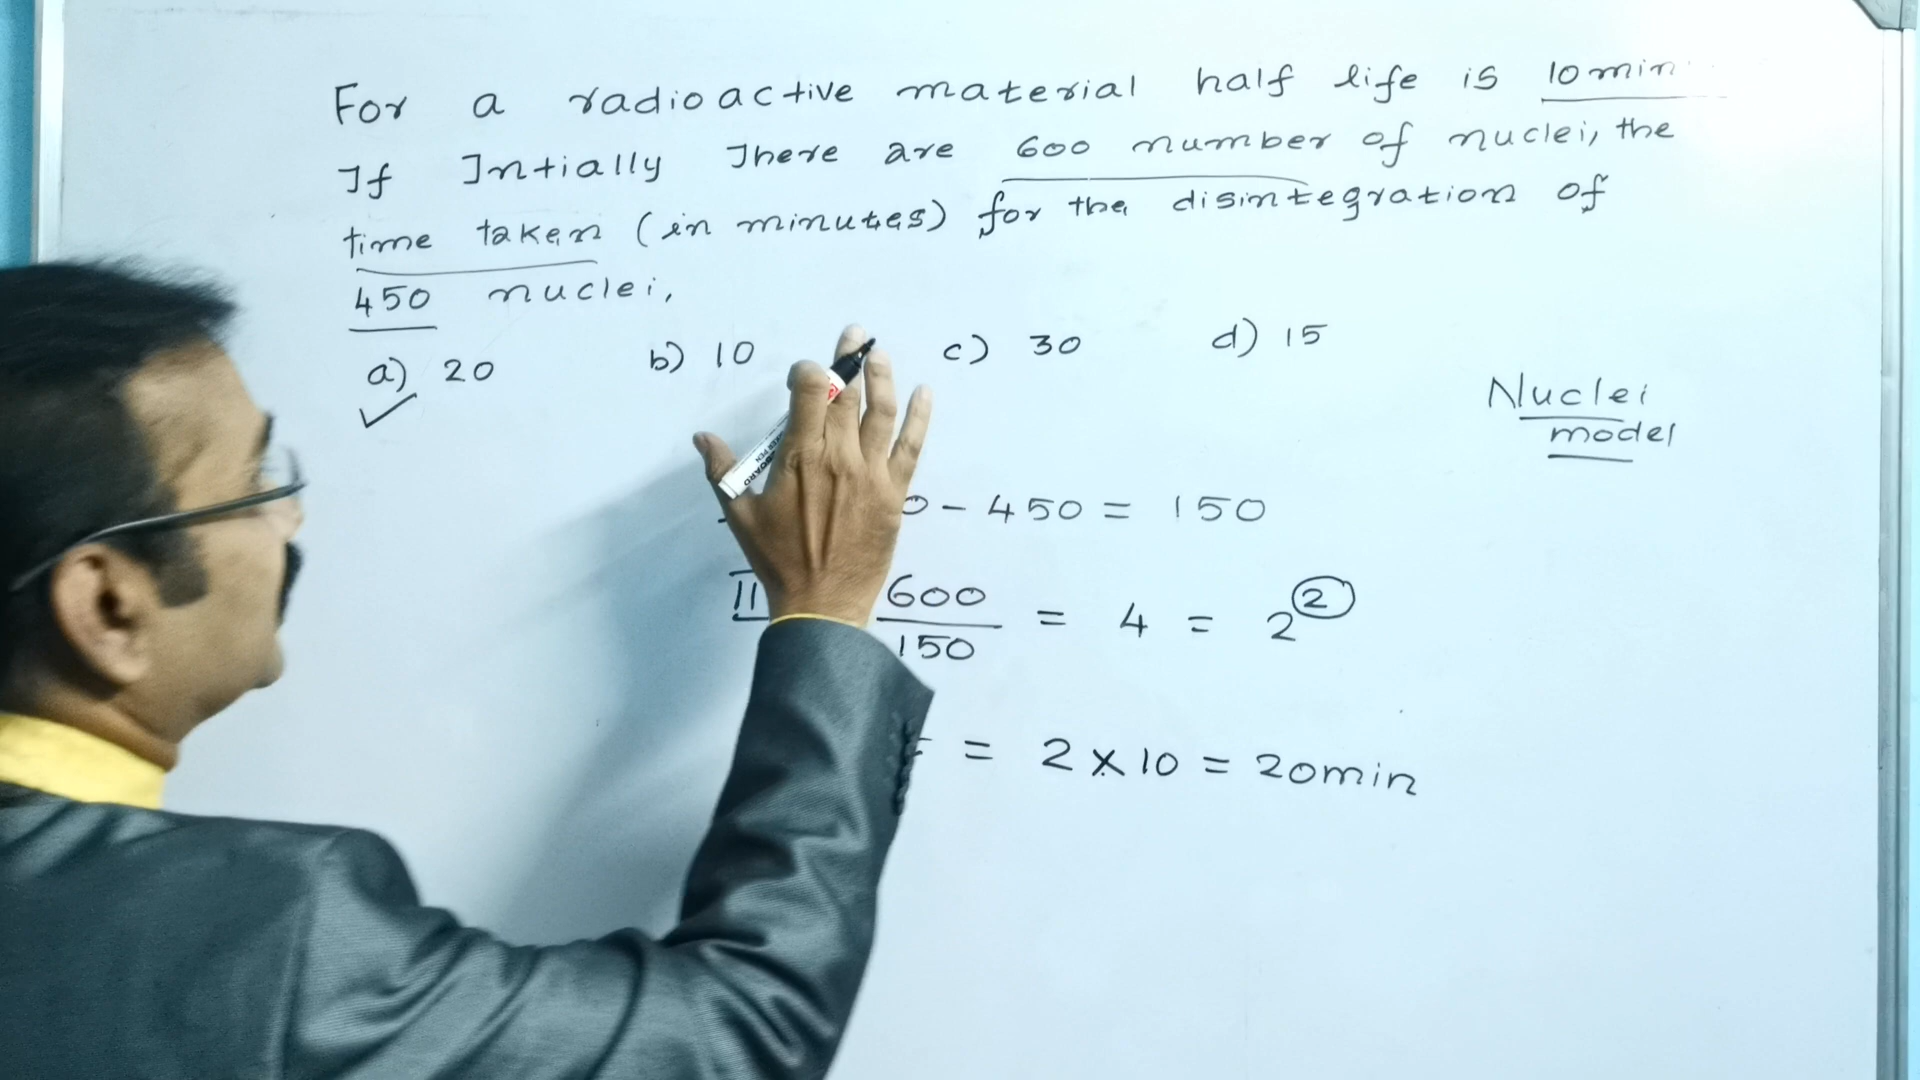 For a radioactive material half life is 10min.
If Intially There are 600 number of nuclei, the
time taken (in minutes) for the disintegration of
450 nuclei,
a) 20 b) 10 c) 30 d) 15
Nuclei
model
0 - 450 = 150
II 600/150 = 4 = 2^2
= 2 × 10 = 20min